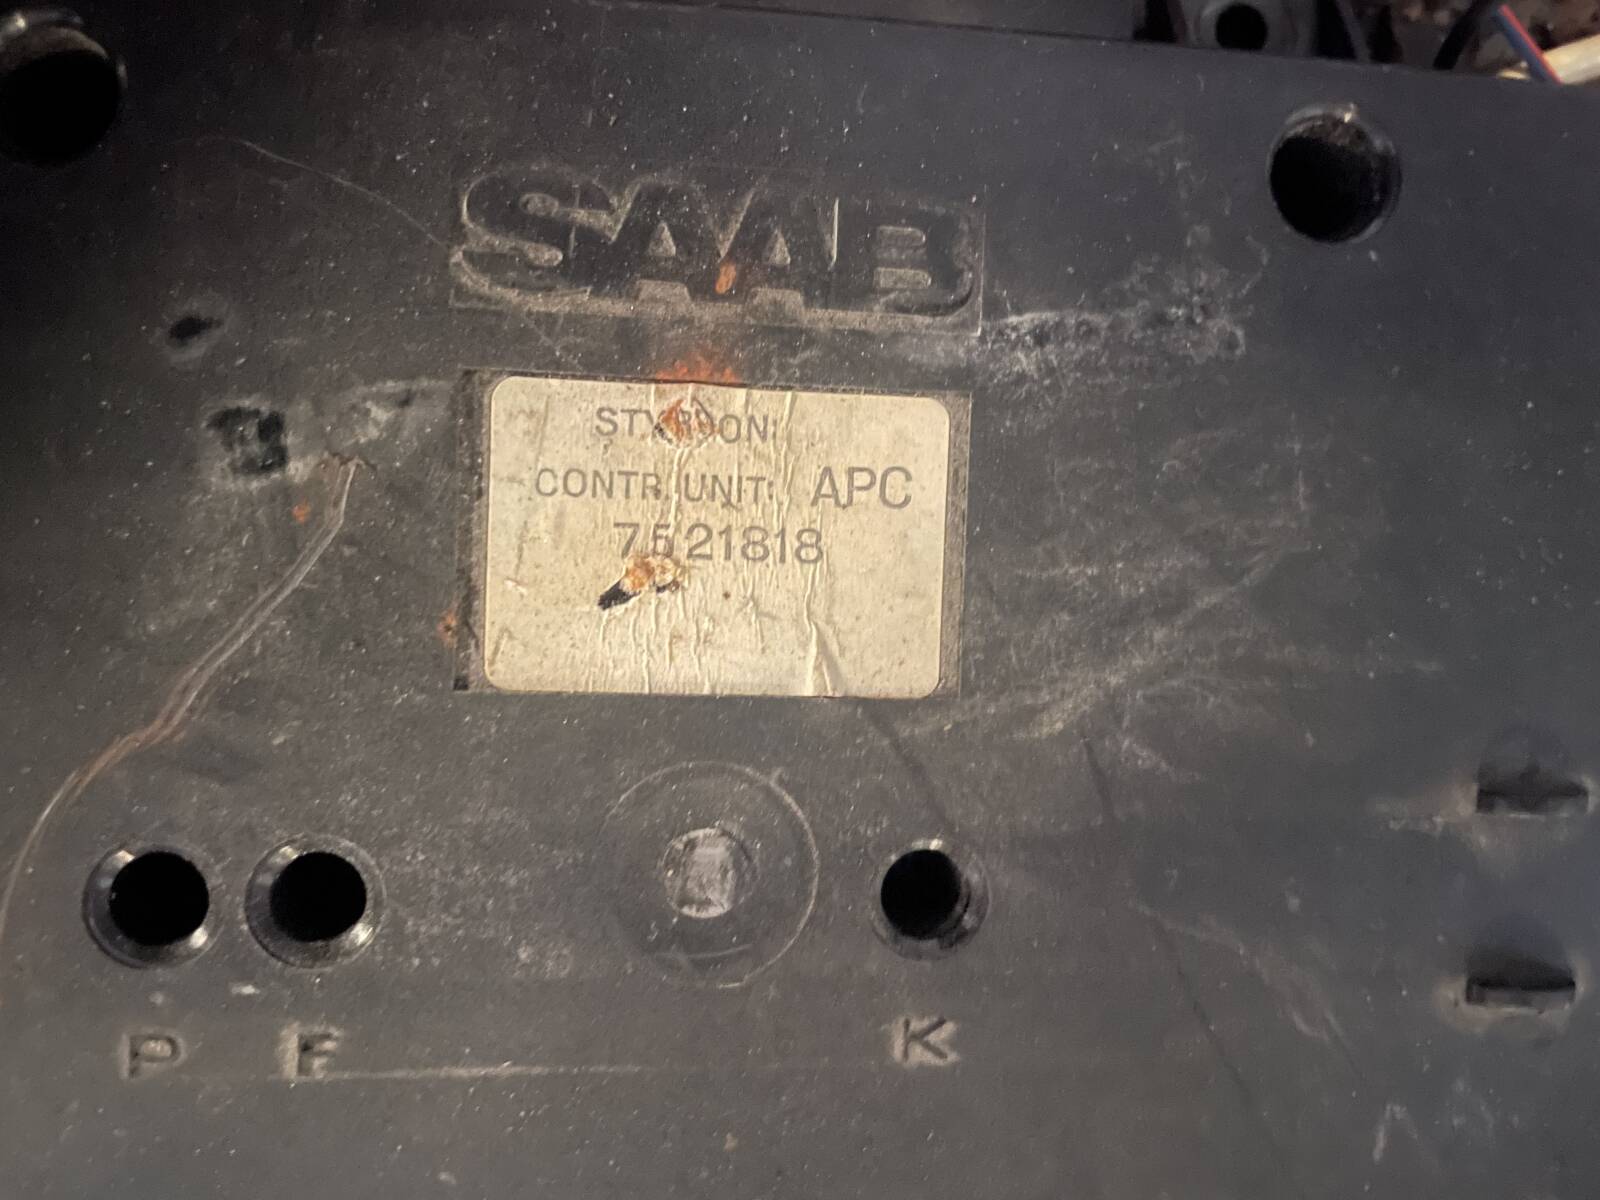 SAAB
STYRDON:
CONTR. UNIT: APC
7521818
P F K